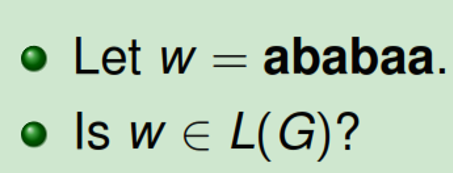 Let w = ababaa.
Is w ∈ L(G)?